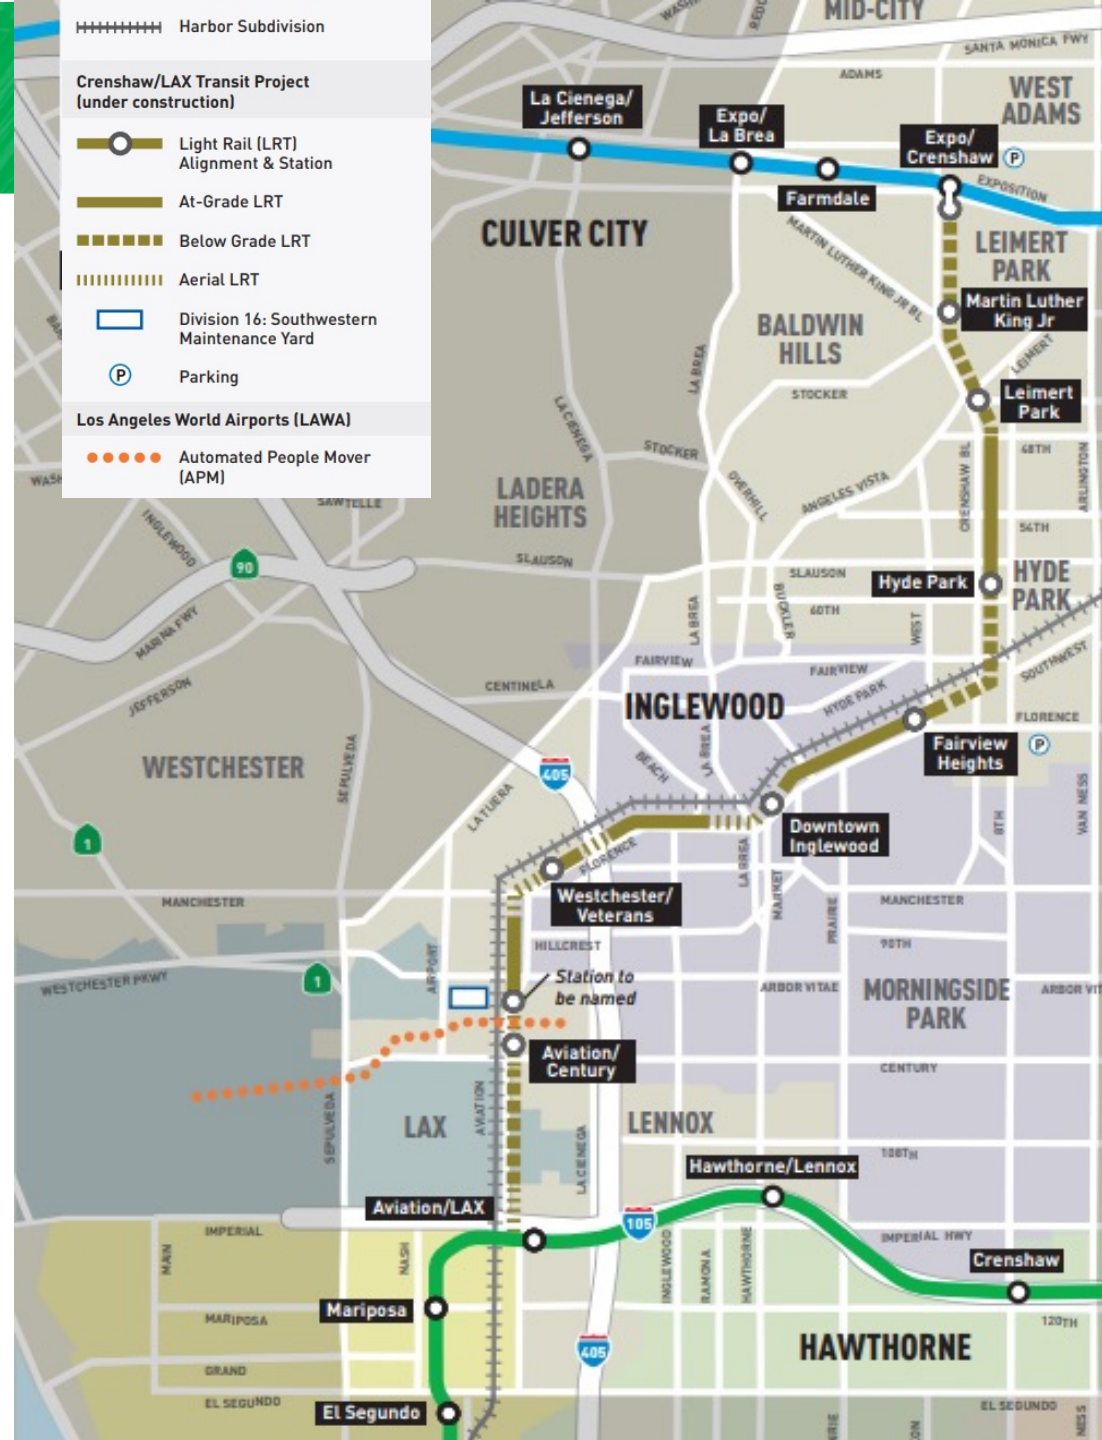 Harbor Subdivision
Crenshaw/LAX Transit Project
(under construction)
Light Rail (LRT)
Alignment & Station
At-Grade LRT
Below Grade LRT
Aerial LRT
Division 16: Southwestern
Maintenance Yard
P
Parking
Los Angeles World Airports (LAWA)
Automated People Mover
(APM)
MID-CITY
SANTA MONICA FWY
ADAMS
WEST
ADAMS
La Cienega/
Jefferson
Expo/
La Brea
Expo/
Crenshaw
P
Farmdale
EXPOSITION
CULVER CITY
MARTIN LUTHER KING JR BL
LEIMERT
PARK
Martin Luther
King Jr
BALDWIN
HILLS
LEIMERT
LA BREA
STOCKER
Leimert
Park
LA CIENEGA
STOCKER
48TH
CRENSHAW BL
ARLINGTON
OVERHILL
ANGELES VISTA
LADERA
HEIGHTS
SAWTELLE
INGLEWOOD
54TH
90
SLAUSON
SLAUSON
Hyde Park
HYDE
PARK
60TH
BUCKLER
WEST
LA BREA
MARINA FWY
JEFFERSON
FAIRVIEW
FAIRVIEW
SOUTHWEST
CENTINELA
INGLEWOOD
HYDE PARK
FLORENCE
Fairview
Heights
P
WESTCHESTER
SEPULVEDA
405
BEACH
LA BREA
LA TIJERA
VAN NESS
8TH
1
Downtown
Inglewood
FLORENCE
LA BREA
MARKET
PRAIRIE
Westchester/
Veterans
MANCHESTER
MANCHESTER
HILLCREST
90TH
AIRPORT
Station to
be named
WESTCHESTER PKWY
1
ARBOR VITAE
MORNINGSIDE
PARK
ARBOR VIT
Aviation/
Century
CENTURY
SEPULVEDA
LAX
AVIATION
LENNOX
LA CIENEGA
108TH
Hawthorne/Lennox
Aviation/LAX
105
IMPERIAL
IMPERIAL HWY
MAIN
NASH
INGLEWOOD
RAMONA
HAWTHORNE
Crenshaw
Mariposa
MARIPOSA
120TH
405
HAWTHORNE
GRAND
EL SEGUNDO
El Segundo
EL SEGUNDO
NESS